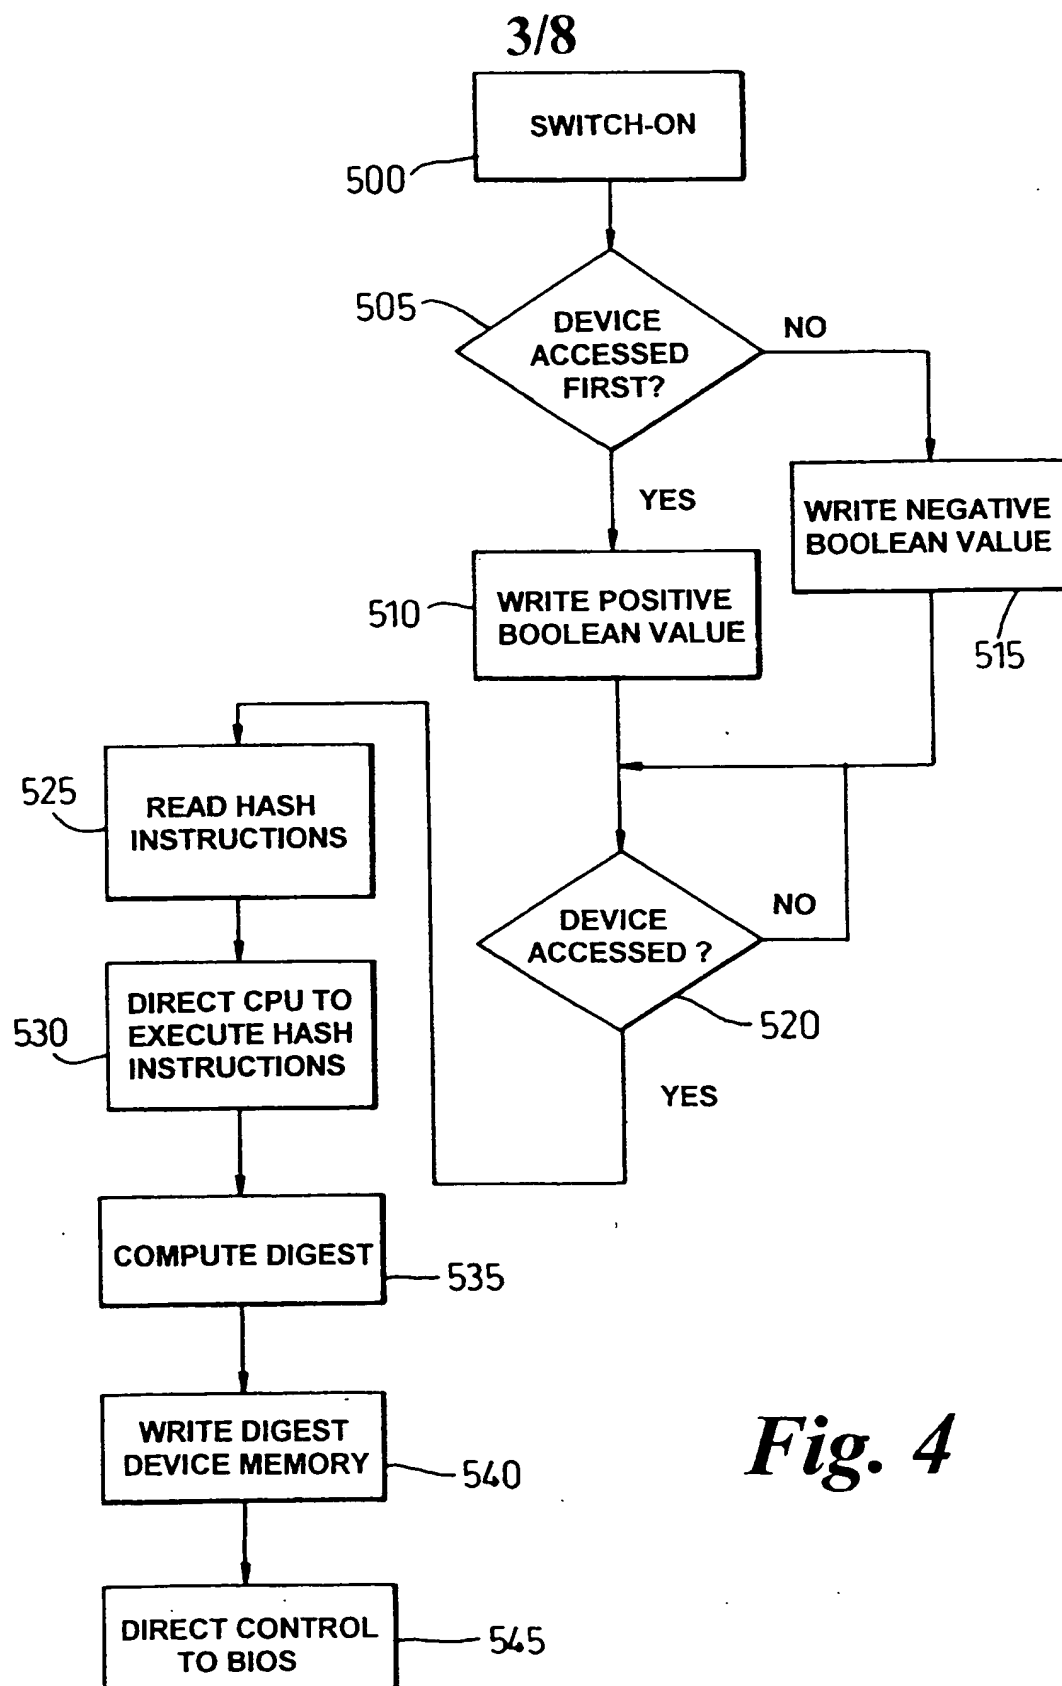 3/8
SWITCH-ON
500
505
DEVICE
ACCESSED
FIRST?
NO
YES
WRITE NEGATIVE
BOOLEAN VALUE
515
510
WRITE POSITIVE
BOOLEAN VALUE
525
READ HASH
INSTRUCTIONS
DEVICE
ACCESSED ?
NO
520
YES
530
DIRECT CPU TO
EXECUTE HASH
INSTRUCTIONS
COMPUTE DIGEST
535
WRITE DIGEST
DEVICE MEMORY
540
Fig. 4
DIRECT CONTROL
TO BIOS
545